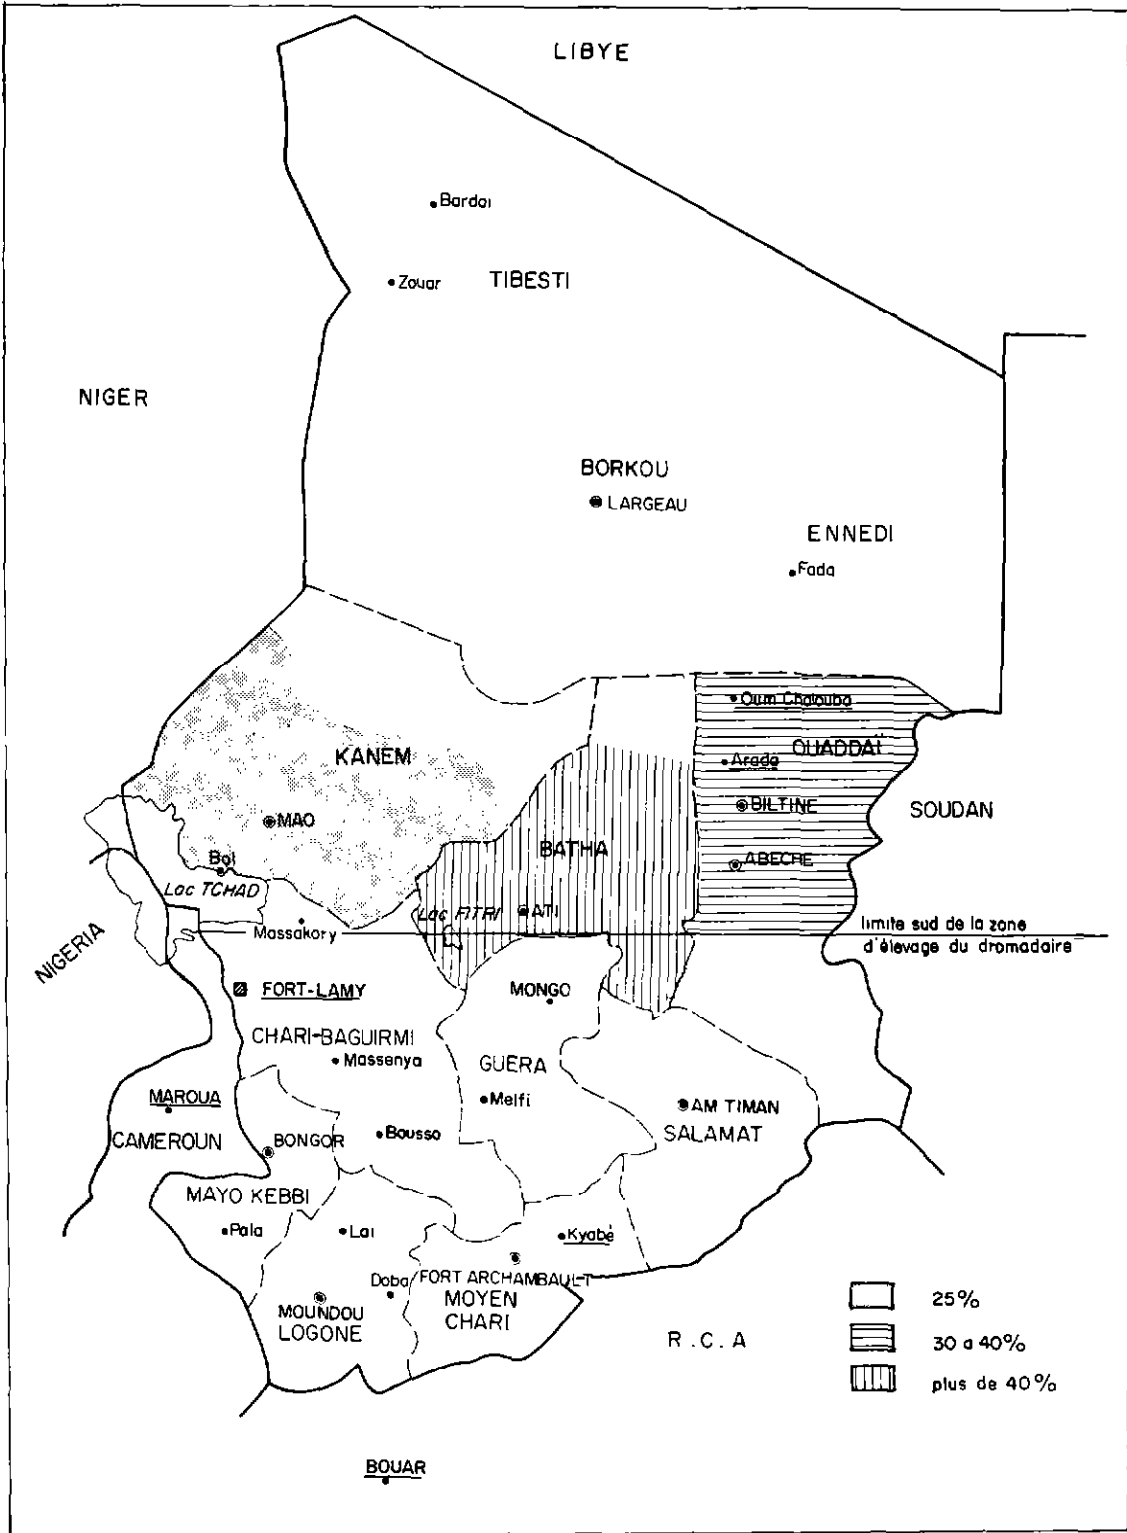 LIBYE
Bardai
Zouar
TIBESTI
NIGER
BORKOU
LARGEAU
ENNEDI
Fada
Oum Chalouba
OUADDAÏ
KANEM
Arada
BILTINE
SOUDAN
MAO
BATHA
Bol
ABECHE
Lac TCHAD
Lac FITRI
ATI
limite sud de la zone
d'élevage du dromadaire
Massakory
NIGERIA
FORT-LAMY
MONGO
CHARI-BAGUIRMI
Massenya
GUERA
MAROUA
Melfi
AM TIMAN
CAMEROUN
BONGOR
Bousso
SALAMAT
MAYO KEBBI
Pala
Lai
Kyabé
Doba
FORT ARCHAMBAULT
MOUNDOU
LOGONE
MOYEN
CHARI
R.C.A
25%
30 a 40%
plus de 40%
BOUAR